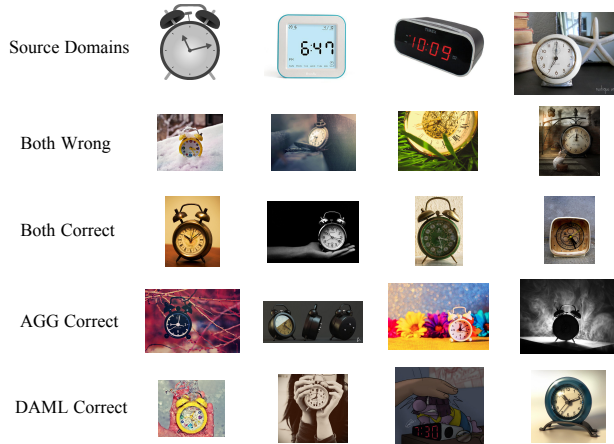 Source Domains
6:47
10:09
Both Wrong
Both Correct
AGG Correct
DAML Correct